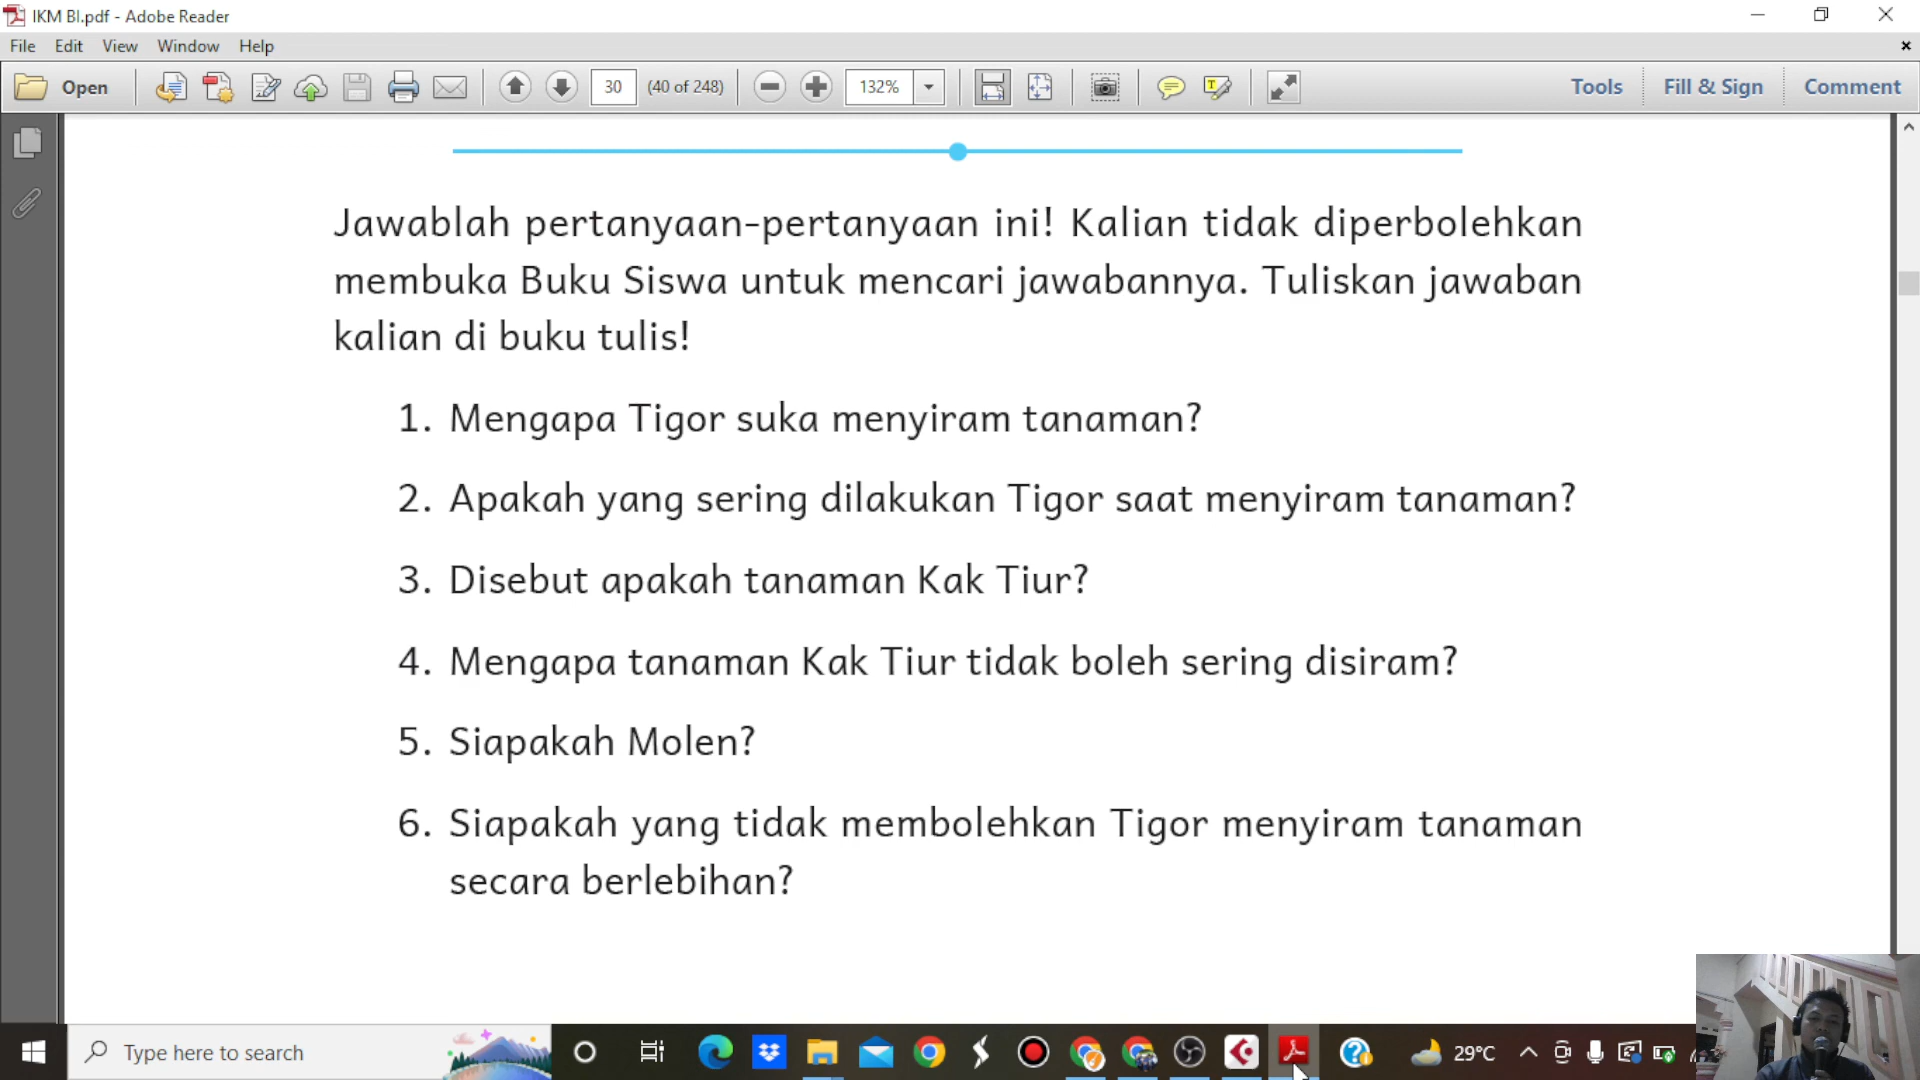 IKM BI.pdf - Adobe Reader
File Edit View Window Help
Open 30 (40 of 248) 132% Tools Fill & Sign Comment
Jawablah pertanyaan-pertanyaan ini! Kalian tidak diperbolehkan
membuka Buku Siswa untuk mencari jawabannya. Tuliskan jawaban
kalian di buku tulis!
1. Mengapa Tigor suka menyiram tanaman?
2. Apakah yang sering dilakukan Tigor saat menyiram tanaman?
3. Disebut apakah tanaman Kak Tiur?
4. Mengapa tanaman Kak Tiur tidak boleh sering disiram?
5. Siapakah Molen?
6. Siapakah yang tidak membolehkan Tigor menyiram tanaman
secara berlebihan?
Type here to search 29°C